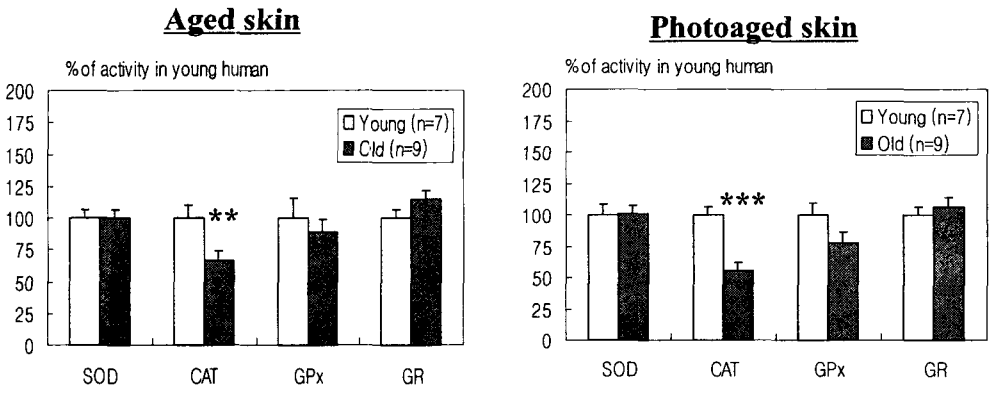 Aged skin
% of activity in young human
200
175
150
125
100
75
50
25
0
Young (n=7)
Old (n=9)
**
SOD CAT GPx GR
Photoaged skin
% of activity in young human
200
175
150
125
100
75
50
25
0
Young (n=7)
Old (n=9)
***
SOD CAT GPx GR